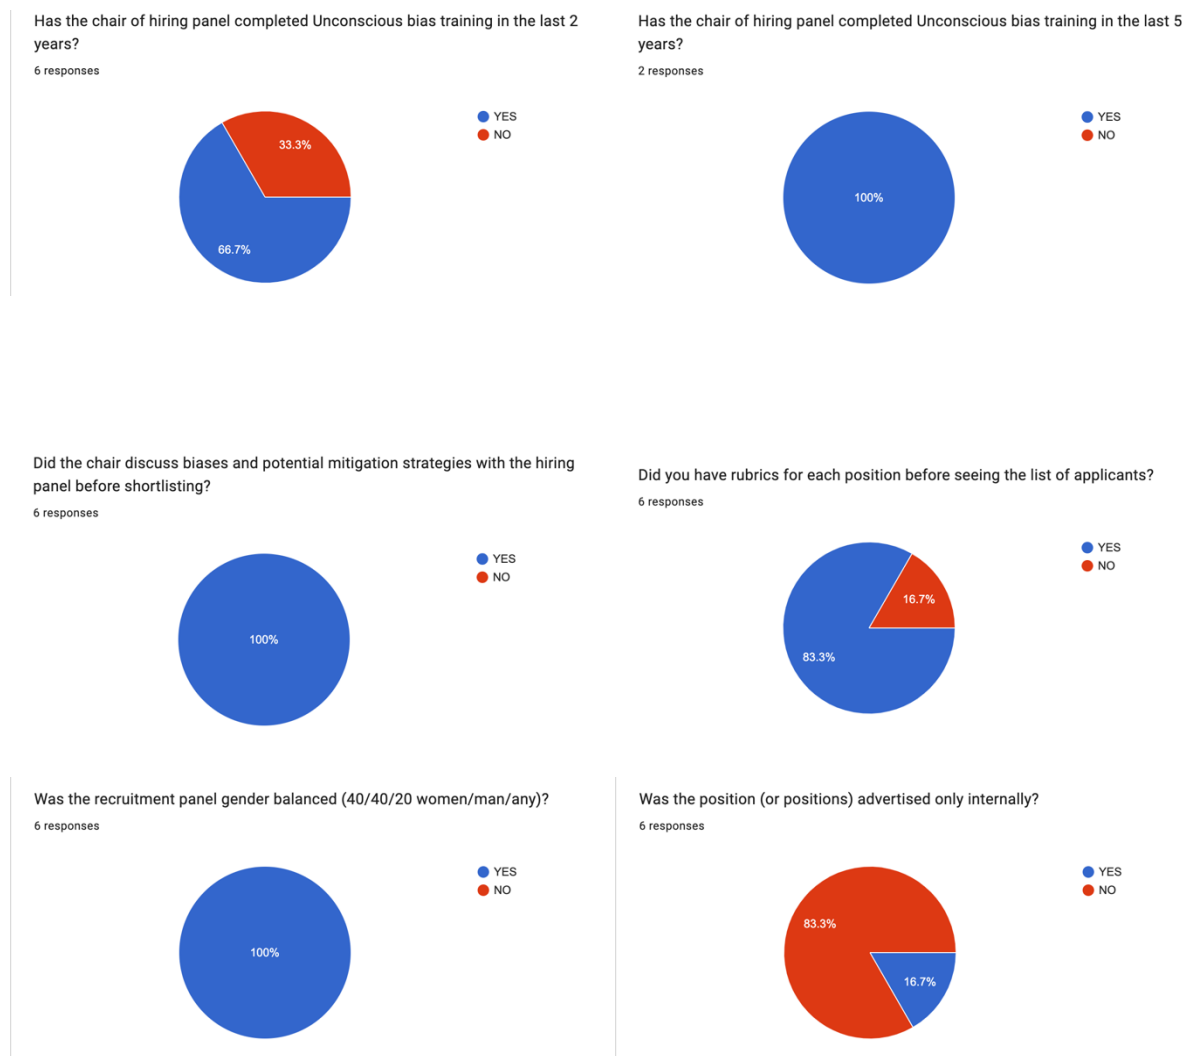 Has the chair of hiring panel completed Unconscious bias training in the last 2
years?
6 responses
YES
NO
33.3%
66.7%
Has the chair of hiring panel completed Unconscious bias training in the last 5
years?
2 responses
YES
NO
100%
Did the chair discuss biases and potential mitigation strategies with the hiring
panel before shortlisting?
6 responses
YES
NO
100%
Did you have rubrics for each position before seeing the list of applicants?
6 responses
YES
NO
16.7%
83.3%
Was the recruitment panel gender balanced (40/40/20 women/man/any)?
6 responses
YES
NO
100%
Was the position (or positions) advertised only internally?
6 responses
YES
NO
83.3%
16.7%